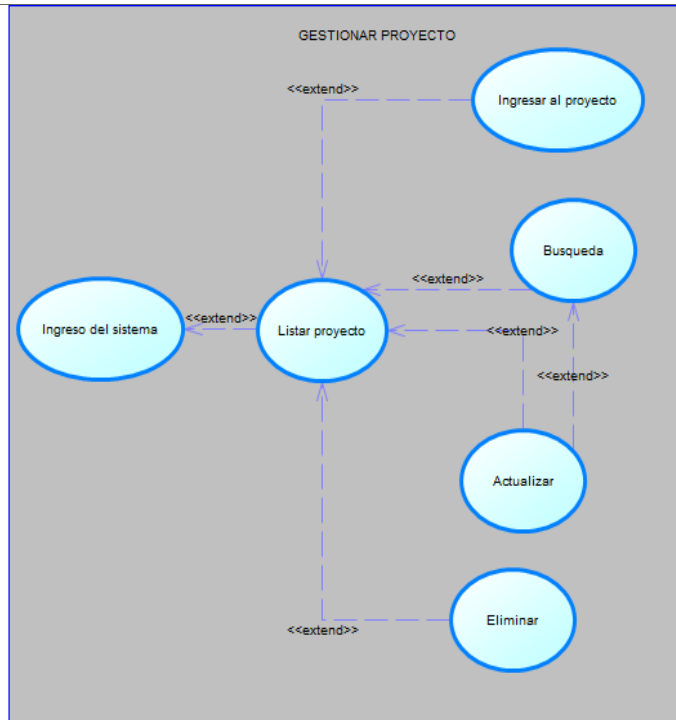 GESTIONAR PROYECTO
<<extend>>
Ingresar al proyecto
Busqueda
<<extend>>
Ingreso del sistema
<<extend>>
Listar proyecto
<<extend>>
<<extend>>
Actualizar
Eliminar
<<extend>>